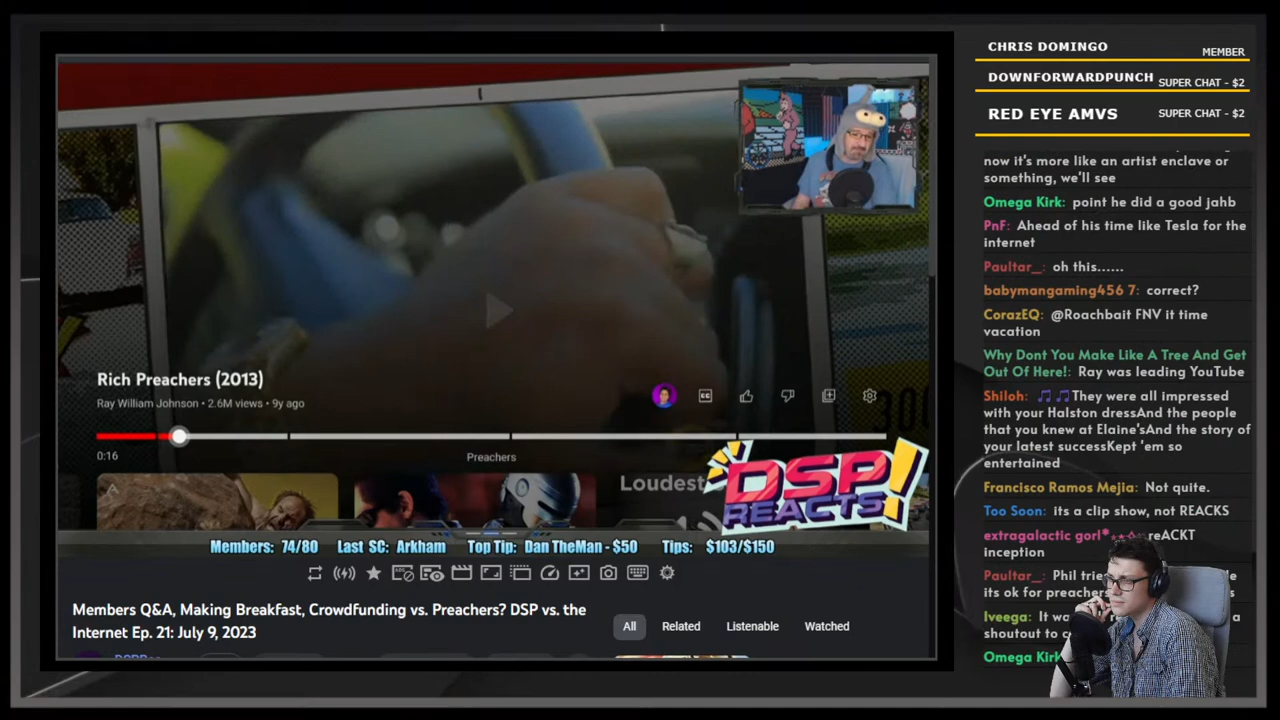 CHRIS DOMINGO MEMBER
DOWNFORWARDPUNCH SUPER CHAT - $2
RED EYE AMVS SUPER CHAT - $2
now it's more like an artist enclave or
something, we'll see
Omega Kirk: point he did a good jahb
PnF: Ahead of his time like Tesla for the
internet
Paultar_: oh this......
babymangaming456 7: correct?
CorazEQ: @Roachbait FNV it time
vacation
Why Dont You Make Like A Tree And Get
Out Of Here!: Ray was leading YouTube
Shiloh: 🎵🎵They were all impressed
with your Halston dressAnd the people
that you knew at Elaine'sAnd the story of
your latest successKept 'em so
entertained
Francisco Ramos Mejia: Not quite.
Too Soon: its a clip show, not REACKS
extragalactic gorl reACKT
inception
Paultar_: Phil
its ok for preachers
Iveega: It
shoutout to
Omega Kirk
Rich Preachers (2013)
Ray William Johnson • 2.6M views • 9y ago
CC
0:16
Preachers
Loudest
DSP
REACTS!
Members: 74/80 Last SC: Arkham Top Tip: Dan TheMan - $50 Tips: $103/$150
Members Q&A, Making Breakfast, Crowdfunding vs. Preachers? DSP vs. the
Internet Ep. 21: July 9, 2023
All Related Listenable Watched